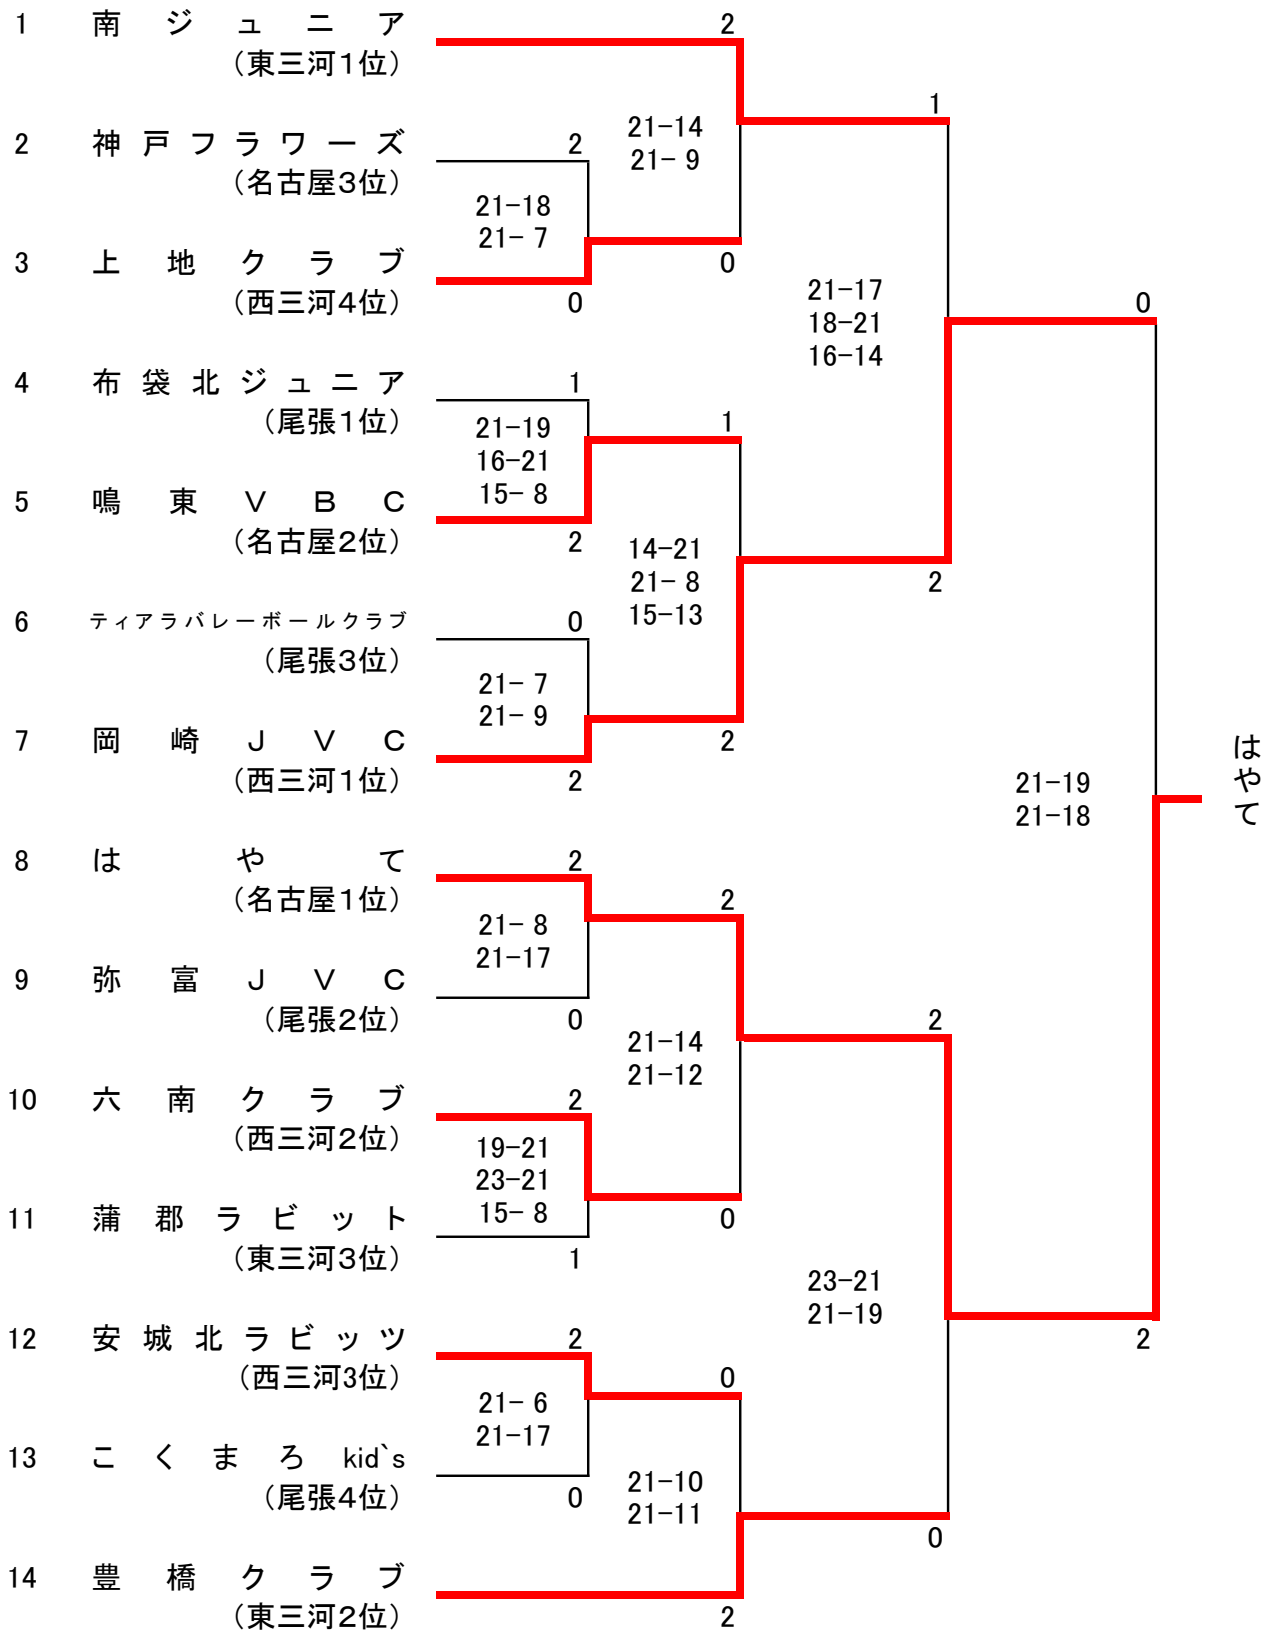 1 南ジュニア 2
（東三河１位）
1
21-14
21- 9
2 神戸フラワーズ 2
（名古屋３位）
21-18
21- 7
3 上地クラブ
0
（西三河４位） 0
21-17
18-21
16-14
0
4 布袋北ジュニア 1
（尾張１位）
21-19
16-21
15- 8
1
5 鳴東ＶＢＣ
（名古屋２位） 2
14-21
21- 8
15-13
2
6 ティアラバレーボールクラブ 0
（尾張３位）
21- 7
21- 9
7 岡崎ＪＶＣ 2
（西三河１位） 2
21-19
21-18
はやて
8 はやて 2
（名古屋１位） 2
21- 8
21-17
9 弥富ＪＶＣ
（尾張２位） 0
2
21-14
21-12
10 六南クラブ 2
（西三河２位）
19-21
23-21
15- 8
11 蒲郡ラビット 0
（東三河３位） 1
23-21
21-19
12 安城北ラビッツ 2
2
（西三河3位） 0
21- 6
21-17
13 こくまろkid`s
（尾張４位） 0
21-10
21-11
0
14 豊橋クラブ
（東三河２位） 2